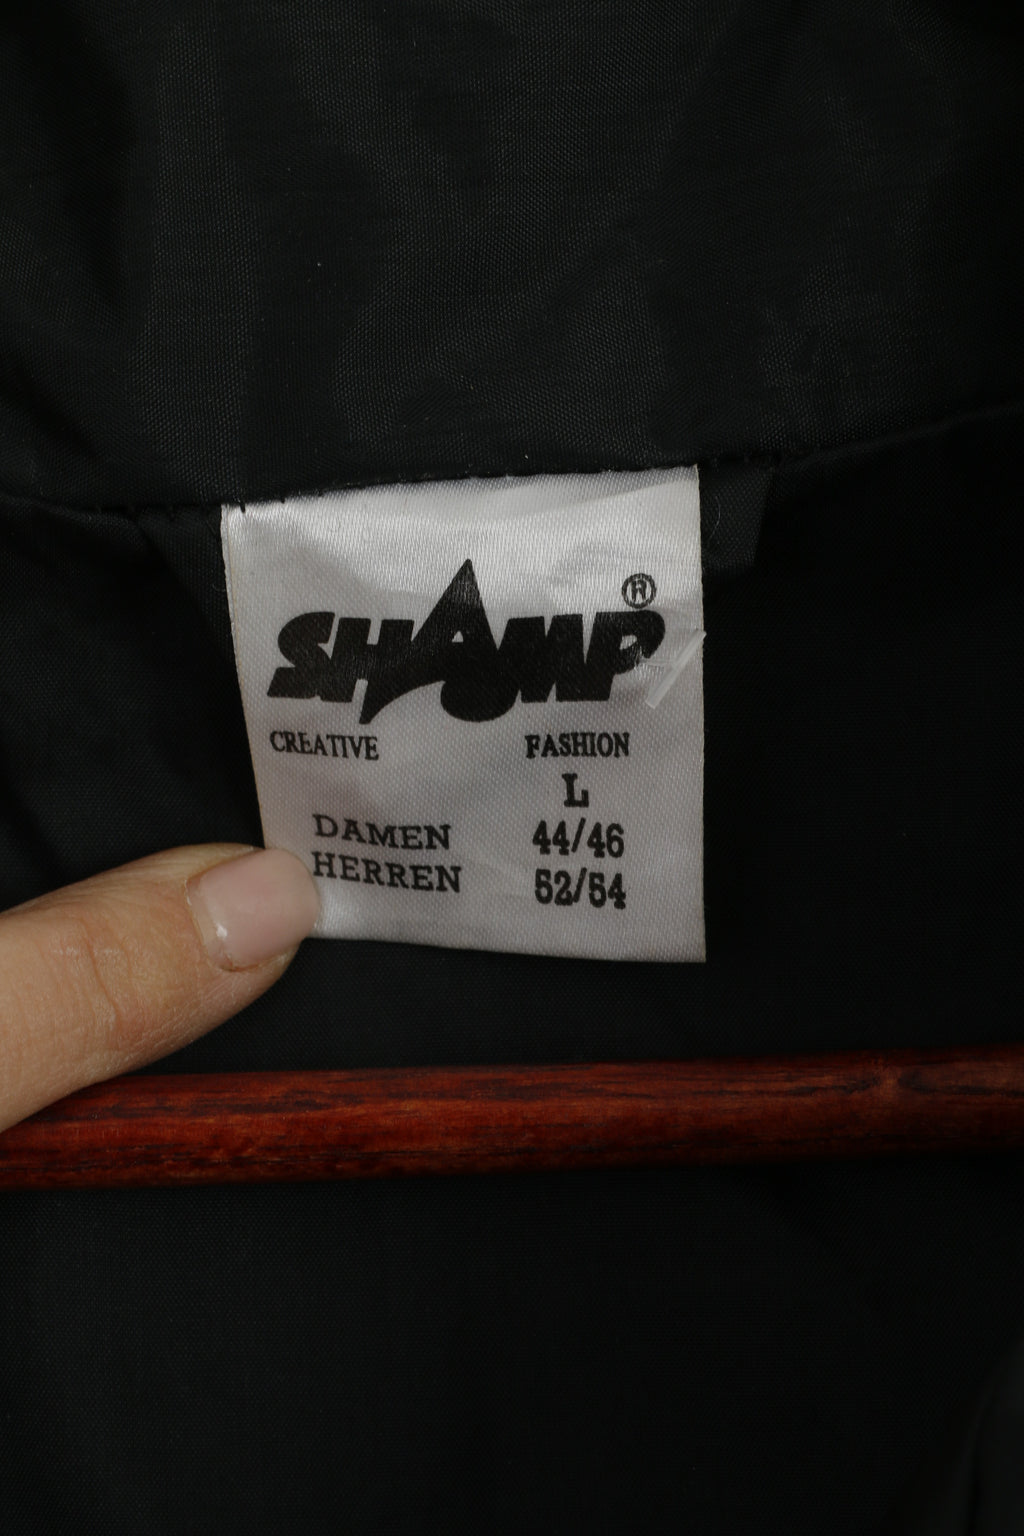 SHAMP®
CREATIVE FASHION
L
DAMEN 44/46
HERREN 52/54